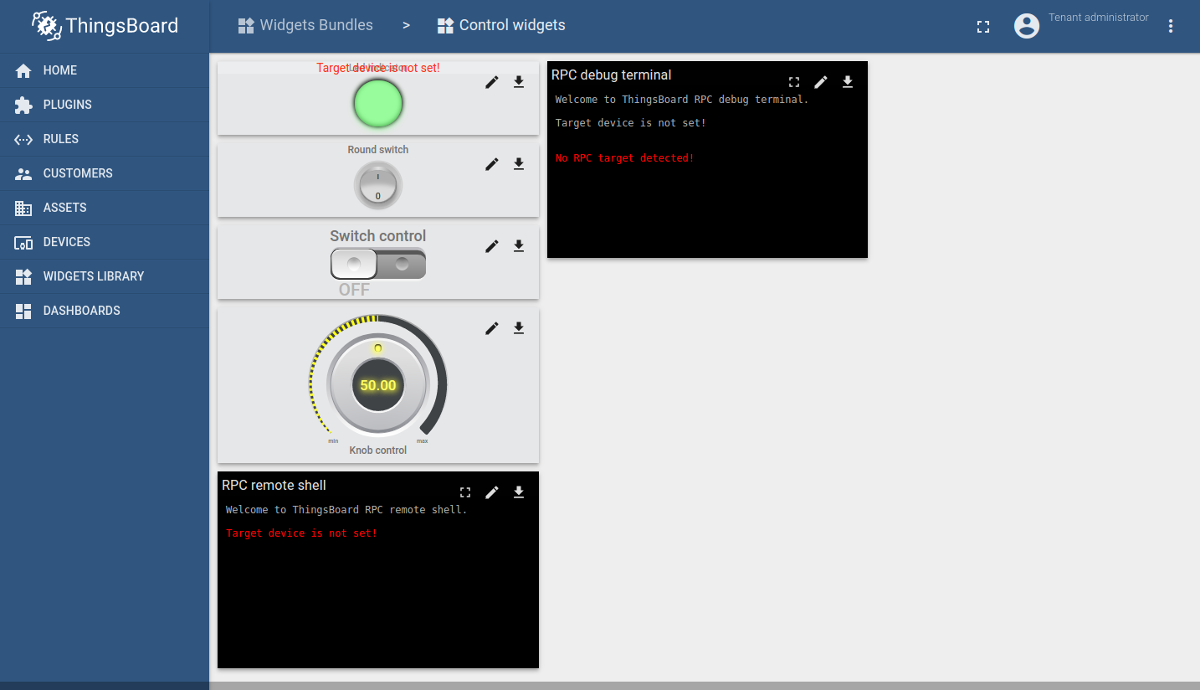 ThingsBoard
Widgets Bundles > Control widgets
Tenant administrator
HOME
PLUGINS
RULES
CUSTOMERS
ASSETS
DEVICES
WIDGETS LIBRARY
DASHBOARDS
Target device is not set!
Round switch
I
0
Switch control
OFF
50.00
min
max
Knob control
RPC remote shell
Welcome to ThingsBoard RPC remote shell.
Target device is not set!
RPC debug terminal
Welcome to ThingsBoard RPC debug terminal.
Target device is not set!
No RPC target detected!